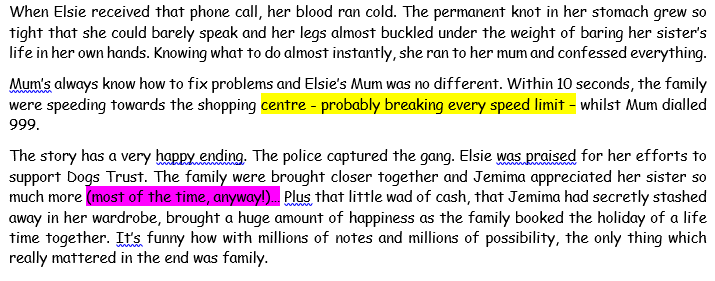 When Elsie received that phone call, her blood ran cold. The permanent knot in her stomach grew so
tight that she could barely speak and her legs almost buckled under the weight of baring her sister's
life in her own hands. Knowing what to do almost instantly, she ran to her mum and confessed everything.
Mum's always know how to fix problems and Elsie's Mum was no different. Within 10 seconds, the family
were speeding towards the shopping centre - probably breaking every speed limit - whilst Mum dialled
999.
The story has a very happy ending. The police captured the gang. Elsie was praised for her efforts to
support Dogs Trust. The family were brought closer together and Jemima appreciated her sister so
much more (most of the time, anyway!)... Plus that little wad of cash, that Jemima had secretly stashed
away in her wardrobe, brought a huge amount of happiness as the family booked the holiday of a life
time together. It's funny how with millions of notes and millions of possibility, the only thing which
really mattered in the end was family.